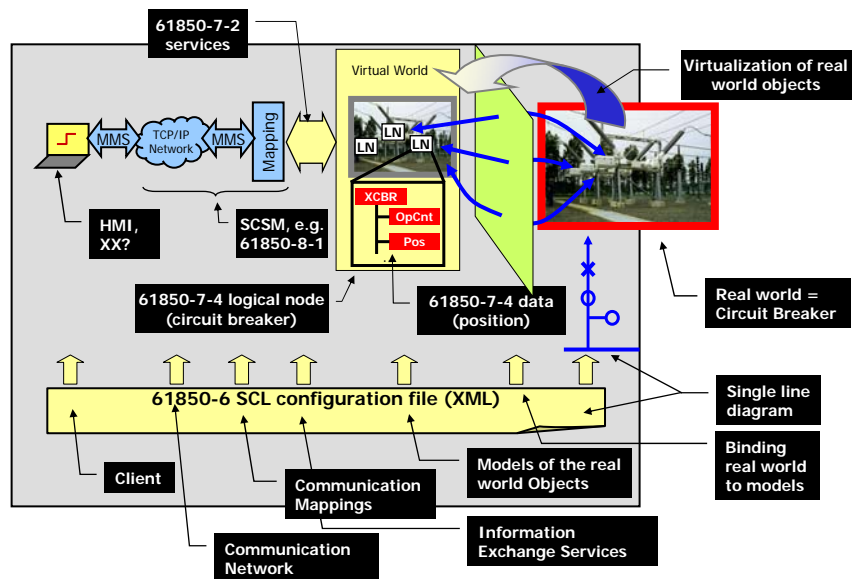 61850-7-2
services
Virtual World
Virtualization of real
world objects
TCP/IP
Network
MMS
MMS
Mapping
LN
LN
LN
XCBR
OpCnt
Pos
HMI,
XX?
SCSM, e.g.
61850-8-1
61850-7-4 logical node
(circuit breaker)
61850-7-4 data
(position)
Real world =
Circuit Breaker
61850-6 SCL configuration file (XML)
Single line
diagram
Client
Communication
Mappings
Models of the real
world Objects
Binding
real world
to models
Communication
Network
Information
Exchange Services